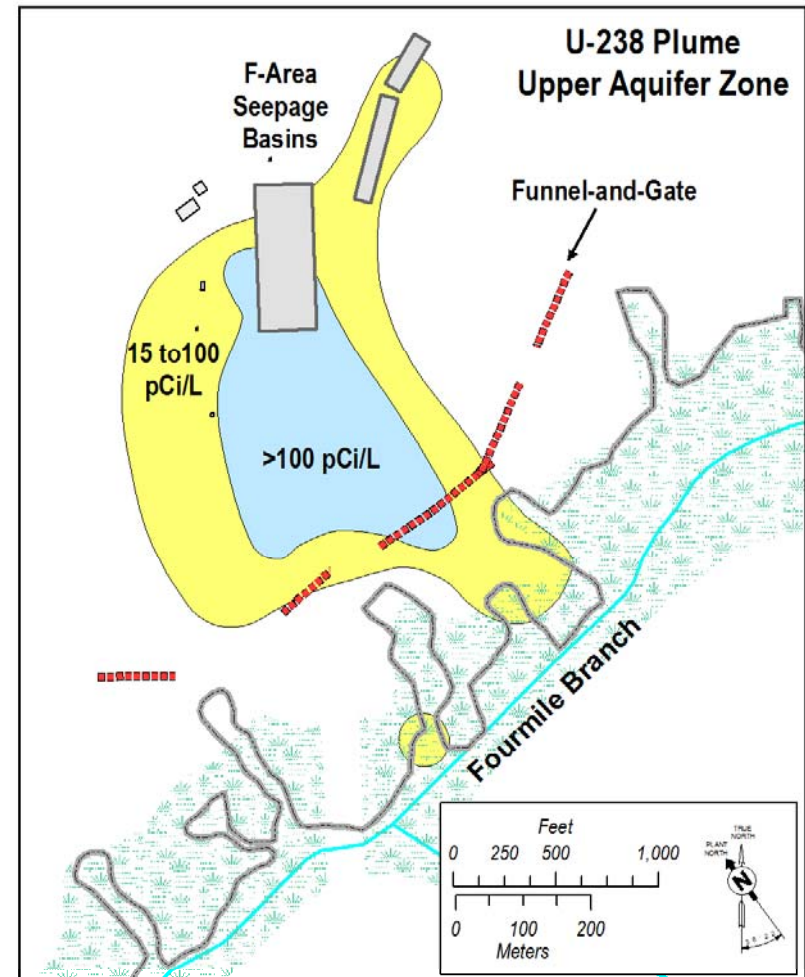 U-238 Plume
Upper Aquifer Zone
F-Area
Seepage
Basins
Funnel-and-Gate
15 to100
pCi/L
>100 pCi/L
Fourmile Branch
Feet
0 250 500 1,000
0 100 200
Meters
TRUE
NORTH
PLANT
NORTH
N